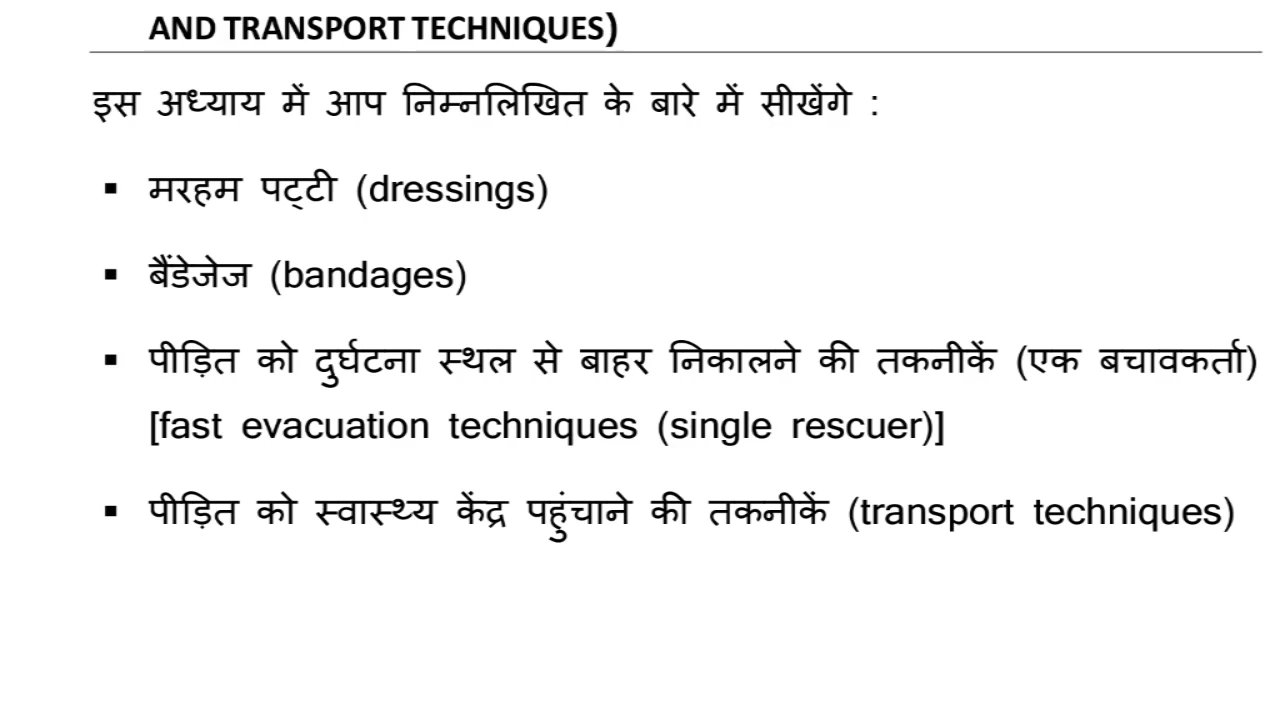 AND TRANSPORT TECHNIQUES)
इस अध्याय में आप निम्नलिखित के बारे में सीखेंगे :
▪ मरहम पट्टी (dressings)
▪ बैंडेजेज (bandages)
▪ पीड़ित को दुर्घटना स्थल से बाहर निकालने की तकनीकें (एक बचावकर्ता)
[fast evacuation techniques (single rescuer)]
▪ पीड़ित को स्वास्थ्य केंद्र पहुंचाने की तकनीकें (transport techniques)